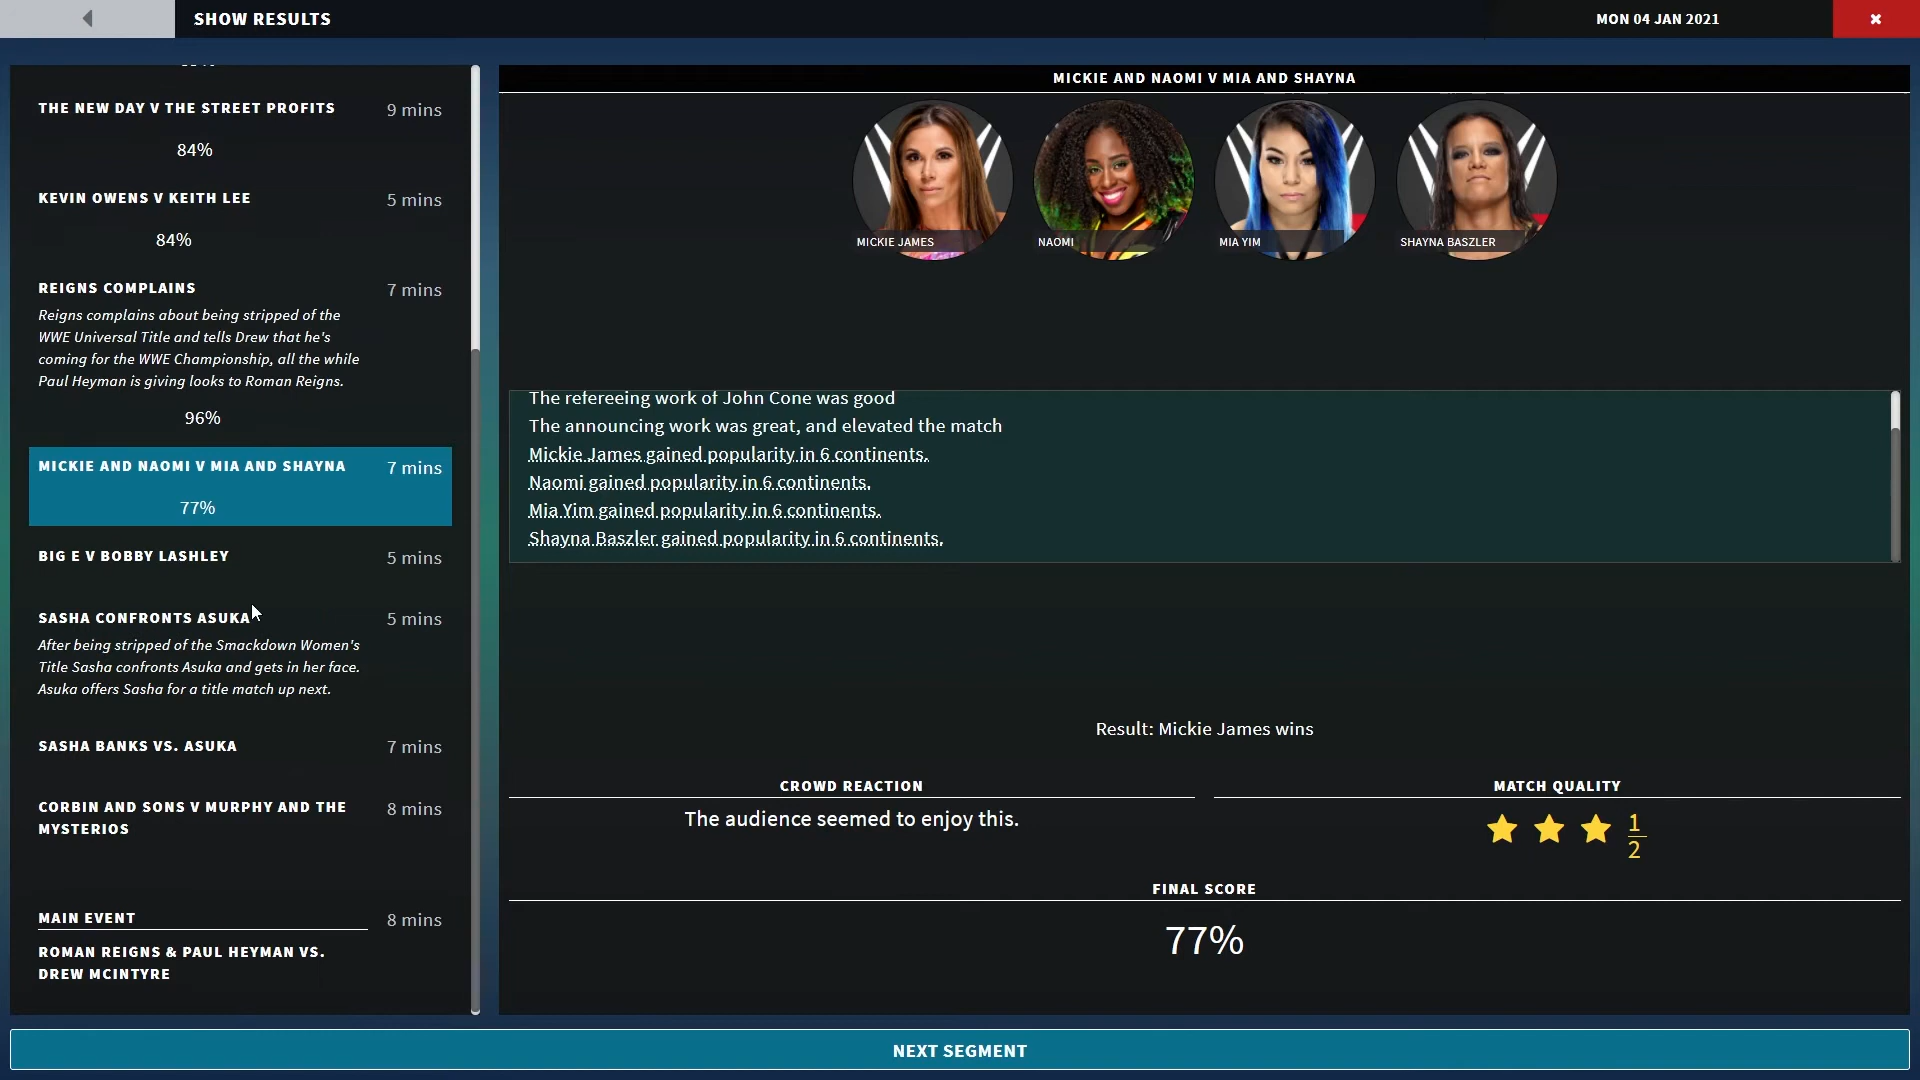 SHOW RESULTS
MON 04 JAN 2021
THE NEW DAY V THE STREET PROFITS
9 mins
84%
KEVIN OWENS V KEITH LEE
5 mins
84%
REIGNS COMPLAINS
7 mins
Reigns complains about being stripped of the
WWE Universal Title and tells Drew that he's
coming for the WWE Championship, all the while
Paul Heyman is giving looks to Roman Reigns.
96%
MICKIE AND NAOMI V MIA AND SHAYNA
7 mins
77%
BIG E V BOBBY LASHLEY
5 mins
SASHA CONFRONTS ASUKA
5 mins
After being stripped of the Smackdown Women's
Title Sasha confronts Asuka and gets in her face.
Asuka offers Sasha for a title match up next.
SASHA BANKS VS. ASUKA
7 mins
CORBIN AND SONS V MURPHY AND THE
MYSTERIOS
8 mins
MAIN EVENT
8 mins
ROMAN REIGNS & PAUL HEYMAN VS.
DREW MCINTYRE
MICKIE AND NAOMI V MIA AND SHAYNA
MICKIE JAMES
NAOMI
MIA YIM
SHAYNA BASZLER
The refereeing work of John Cone was good
The announcing work was great, and elevated the match
Mickie James gained popularity in 6 continents.
Naomi gained popularity in 6 continents.
Mia Yim gained popularity in 6 continents.
Shayna Baszler gained popularity in 6 continents.
Result: Mickie James wins
CROWD REACTION
The audience seemed to enjoy this.
MATCH QUALITY
1
2
FINAL SCORE
77%
NEXT SEGMENT